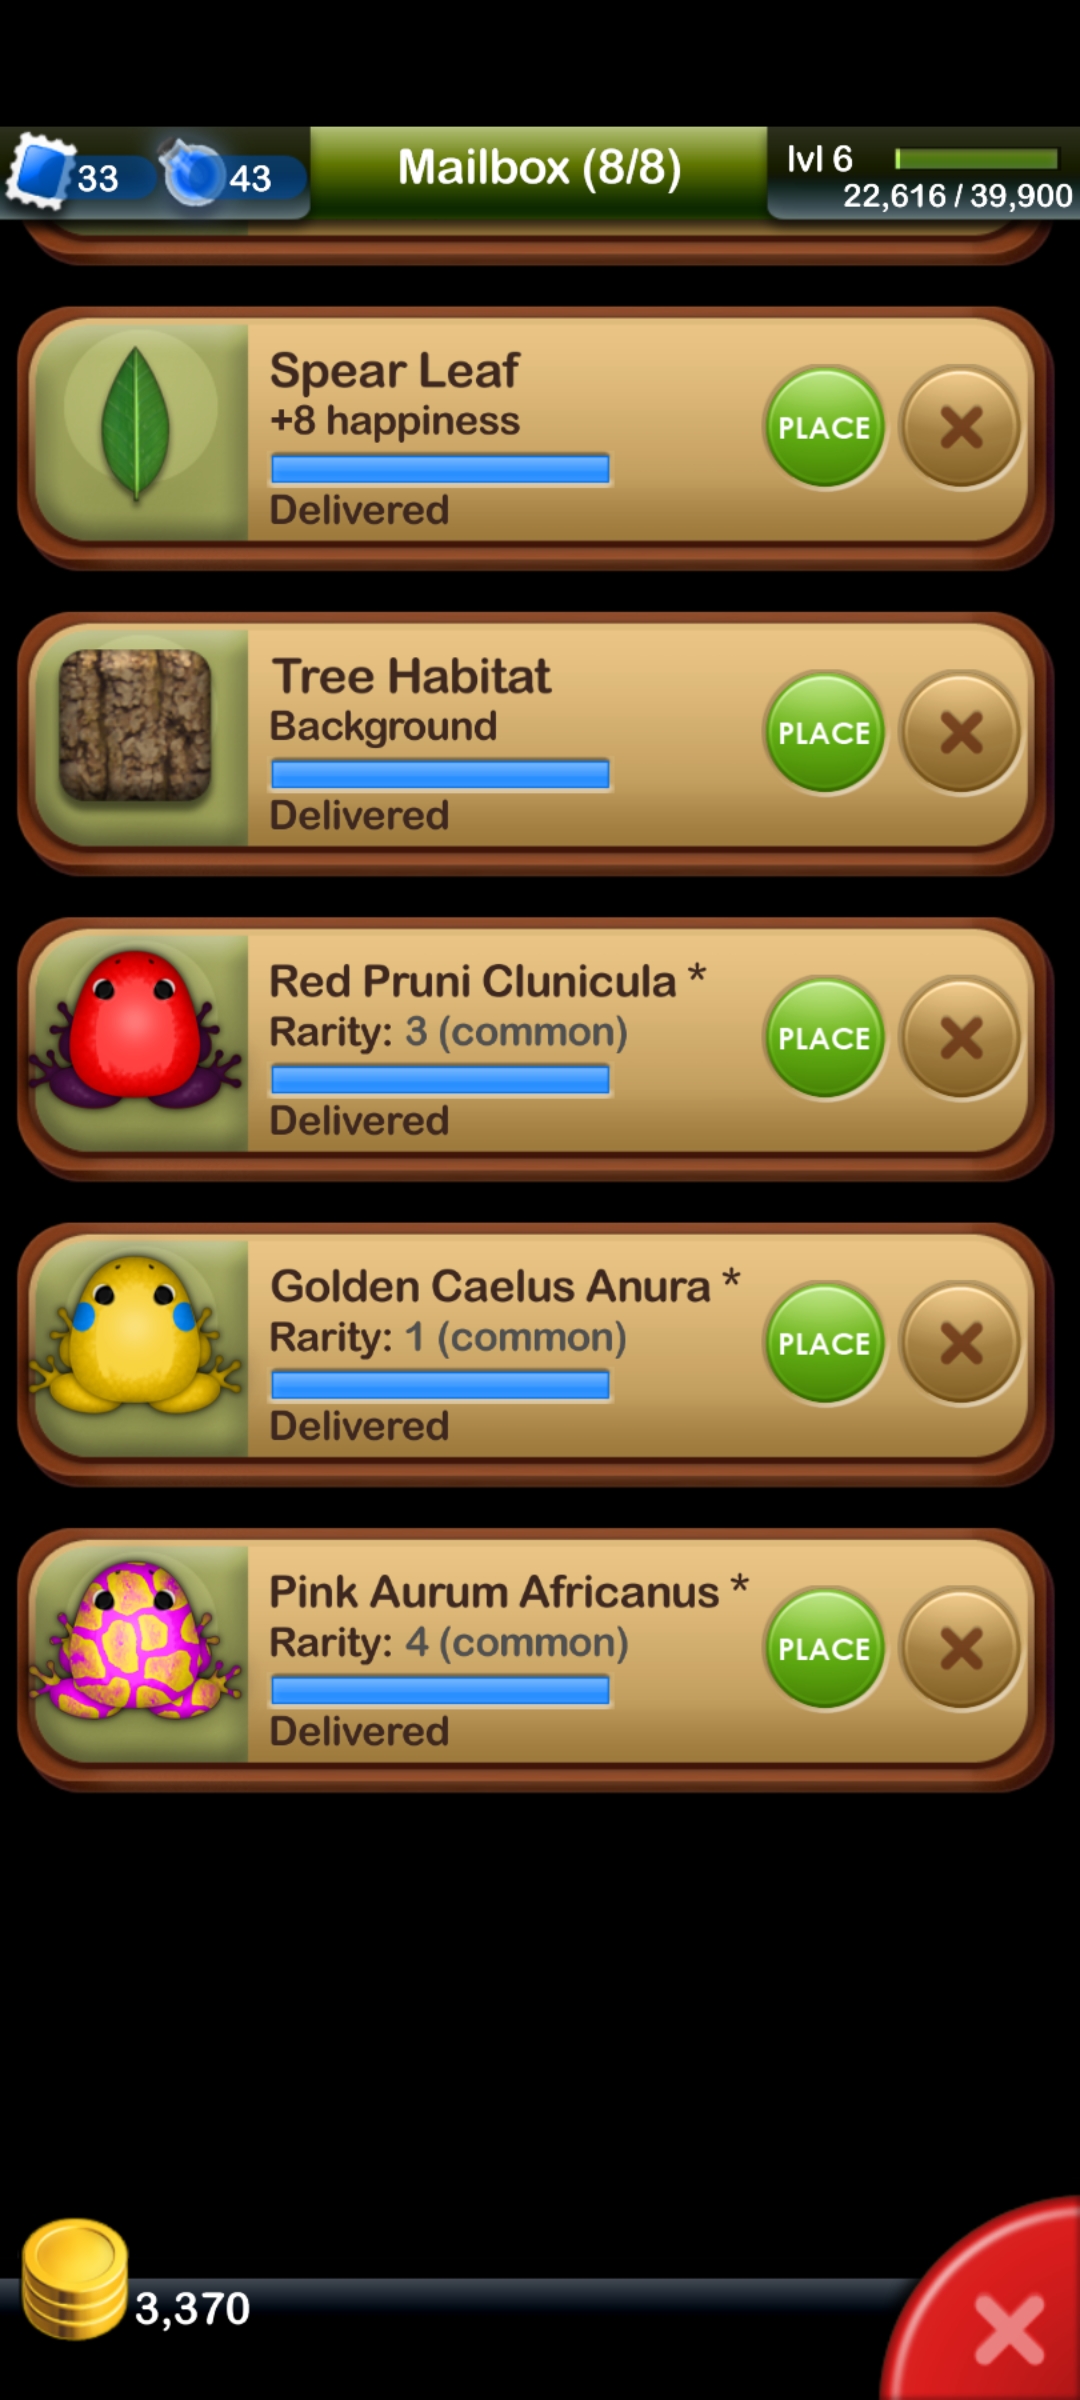 33
43
Mailbox (8/8)
lvl 6
22,616 / 39,900
Spear Leaf
+8 happiness
Delivered
PLACE
Tree Habitat
Background
Delivered
PLACE
Red Pruni Clunicula *
Rarity: 3 (common)
Delivered
PLACE
Golden Caelus Anura *
Rarity: 1 (common)
Delivered
PLACE
Pink Aurum Africanus *
Rarity: 4 (common)
Delivered
PLACE
3,370